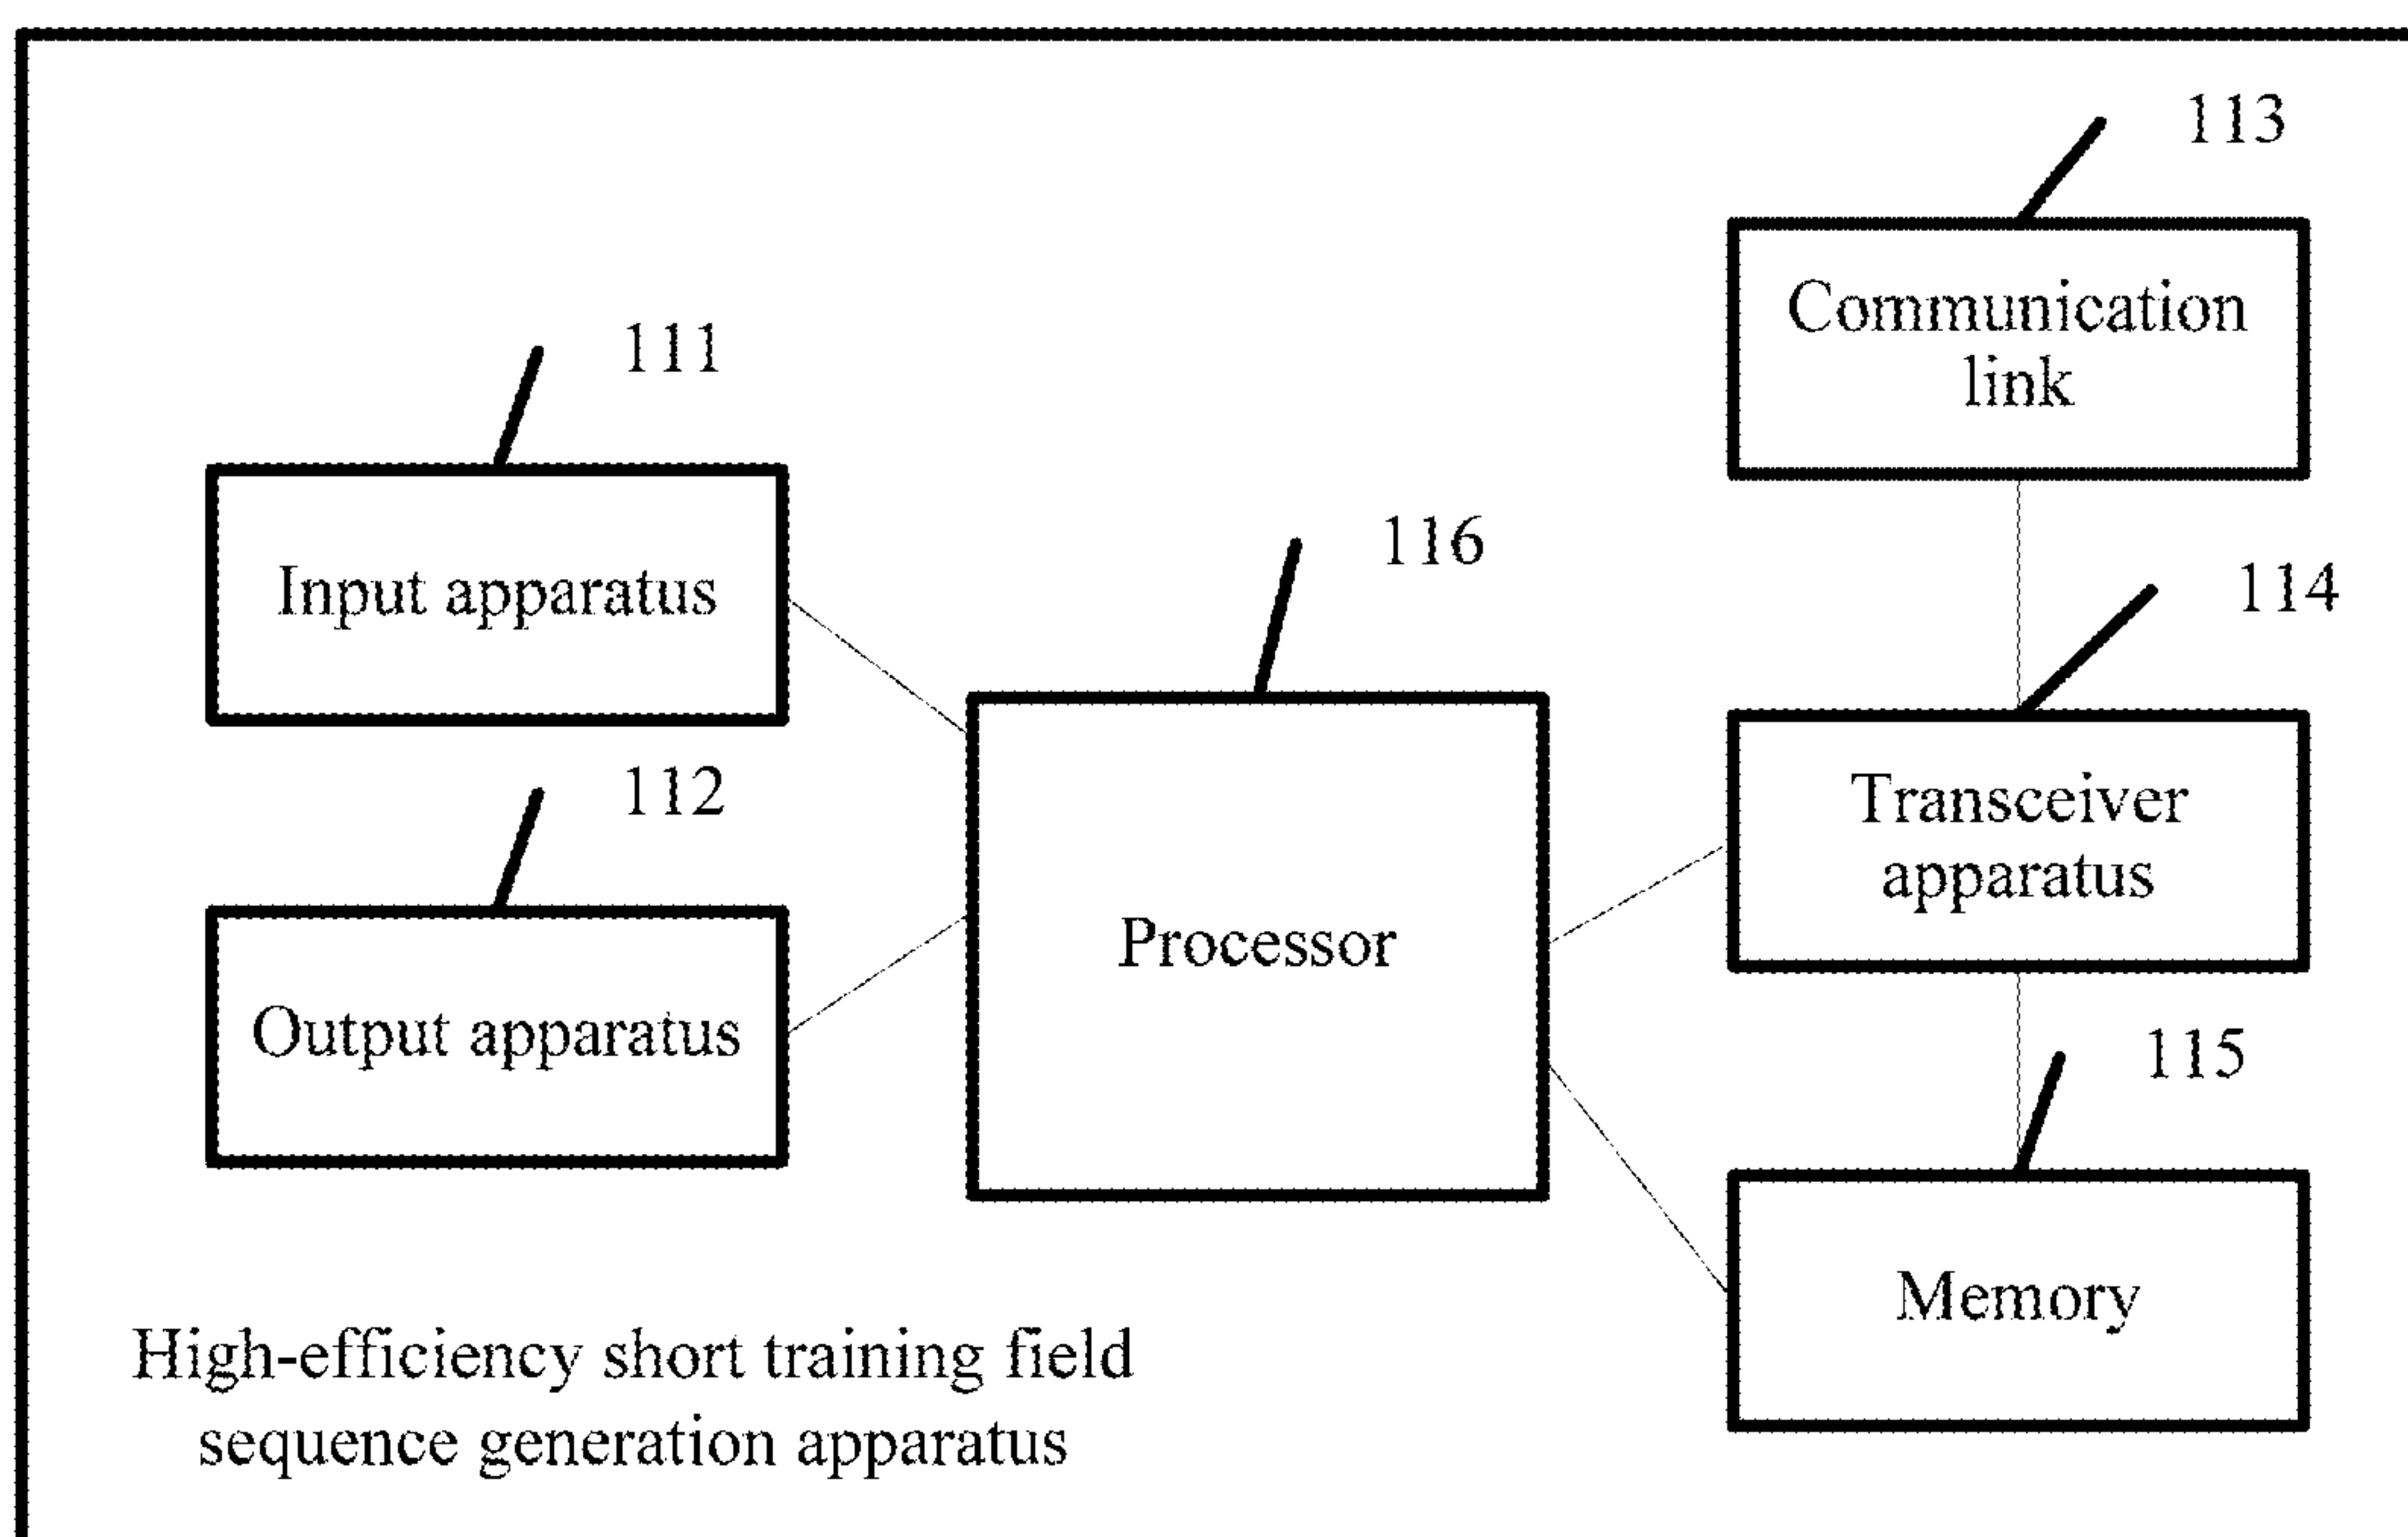 113
Communication
link
111
Input apparatus
116
114
Transceiver
apparatus
112
Processor
Output apparatus
115
Memory
High-efficiency short training field
sequence generation apparatus